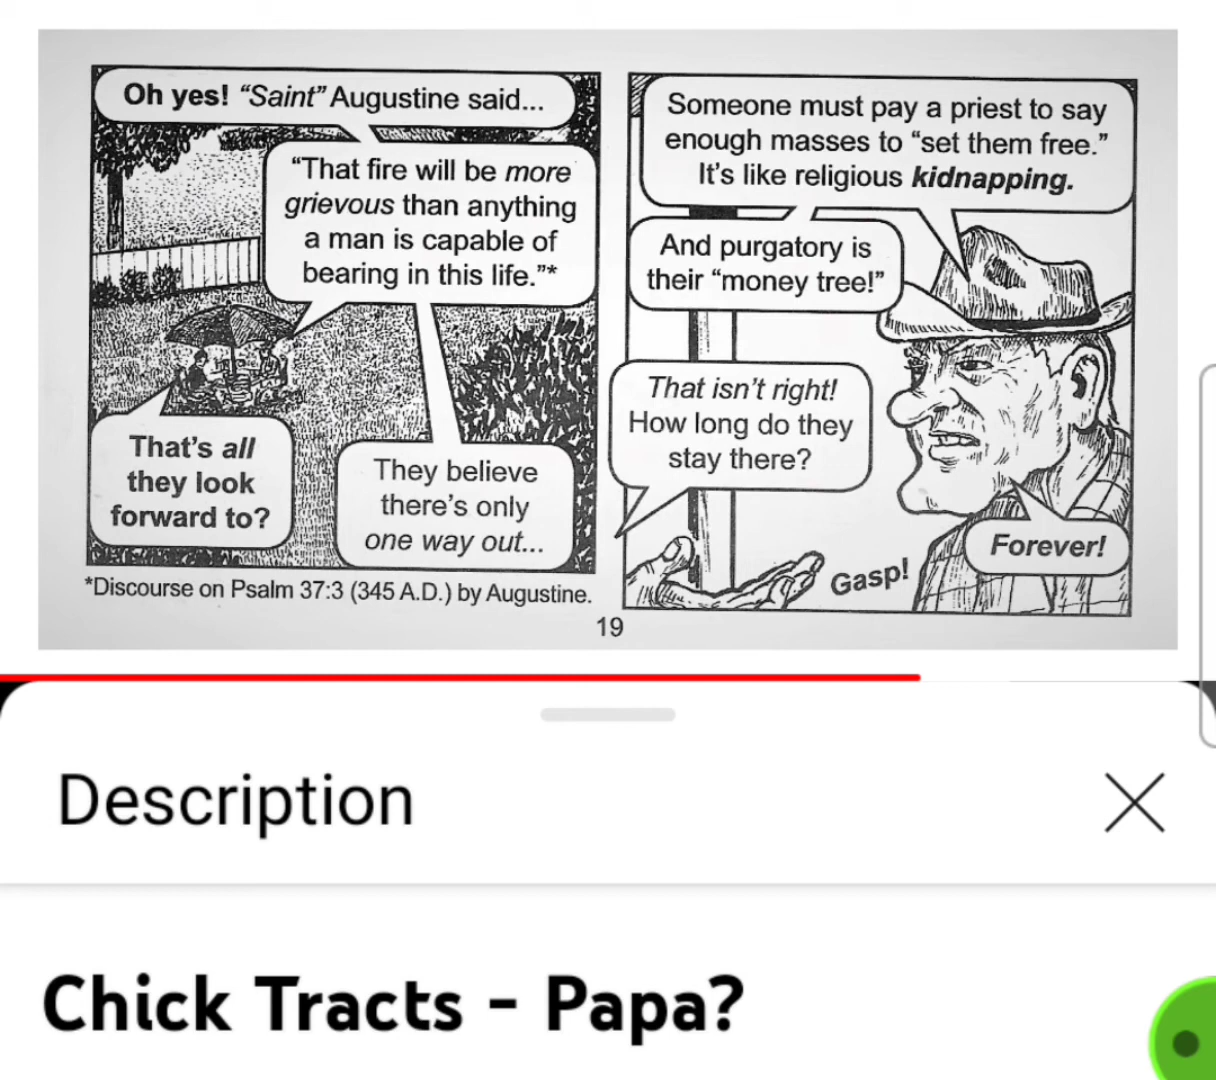 Oh yes! “Saint” Augustine said...
“That fire will be more
grievous than anything
a man is capable of
bearing in this life.”*
That’s all
they look
forward to?
They believe
there’s only
one way out...
*Discourse on Psalm 37:3 (345 A.D.) by Augustine.
Someone must pay a priest to say
enough masses to “set them free.”
It’s like religious kidnapping.
And purgatory is
their “money tree!”
That isn’t right!
How long do they
stay there?
Forever!
Gasp!
19
Description
Chick Tracts - Papa?